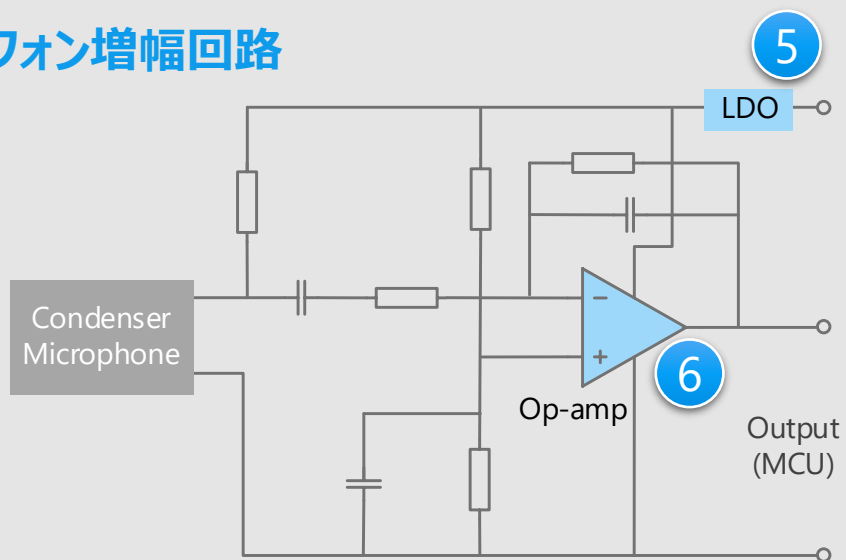 フォン増幅回路
5
LDO
Condenser
Microphone
−
+
6
Op-amp
Output
(MCU)